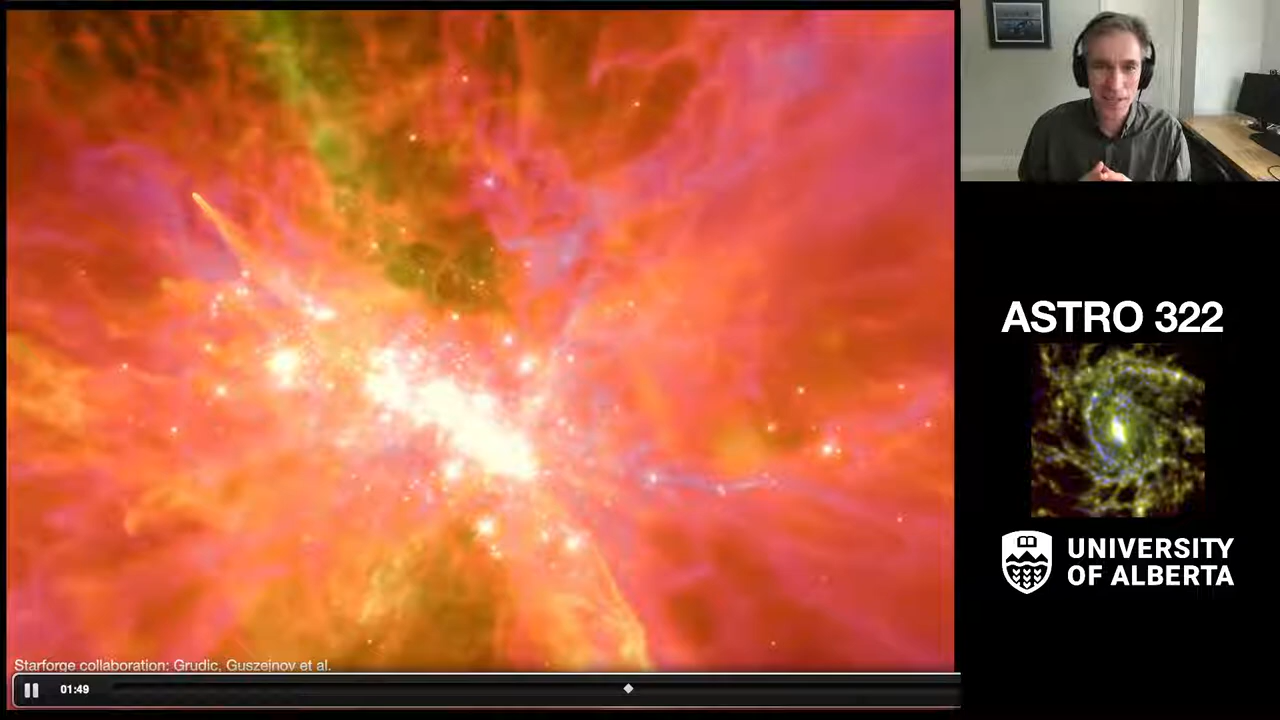 ASTRO 322
UNIVERSITY
OF ALBERTA
Starforge collaboration: Grudic, Guszejnov et al.
01:49